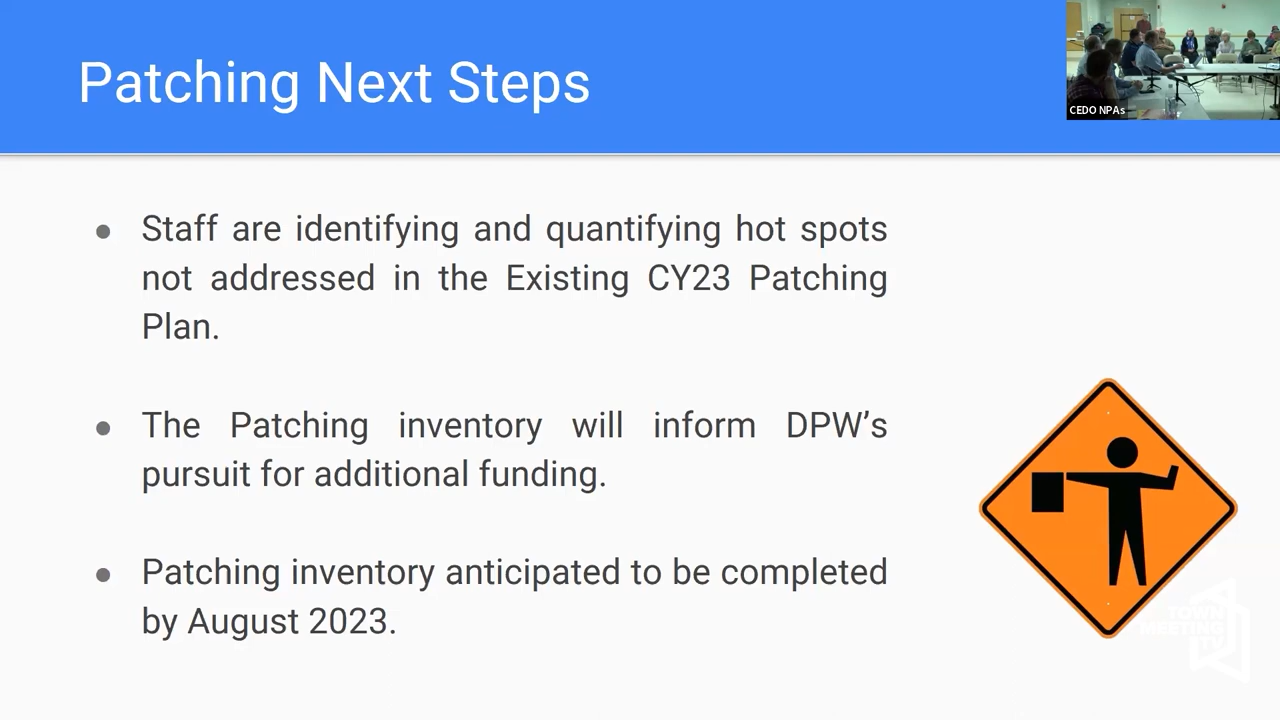 Patching Next Steps
CEDO NPAs
● Staff are identifying and quantifying hot spots
not addressed in the Existing CY23 Patching
Plan.
● The Patching inventory will inform DPW’s
pursuit for additional funding.
● Patching inventory anticipated to be completed
by August 2023.
TOWN
MEETING
TV